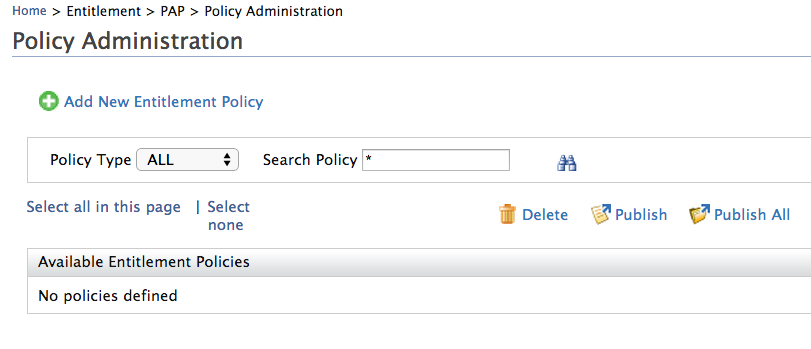 Home > Entitlement > PAP > Policy Administration
Policy Administration
Add New Entitlement Policy
Policy Type ALL Search Policy *
Select all in this page | Select none
Delete Publish Publish All
Available Entitlement Policies
No policies defined